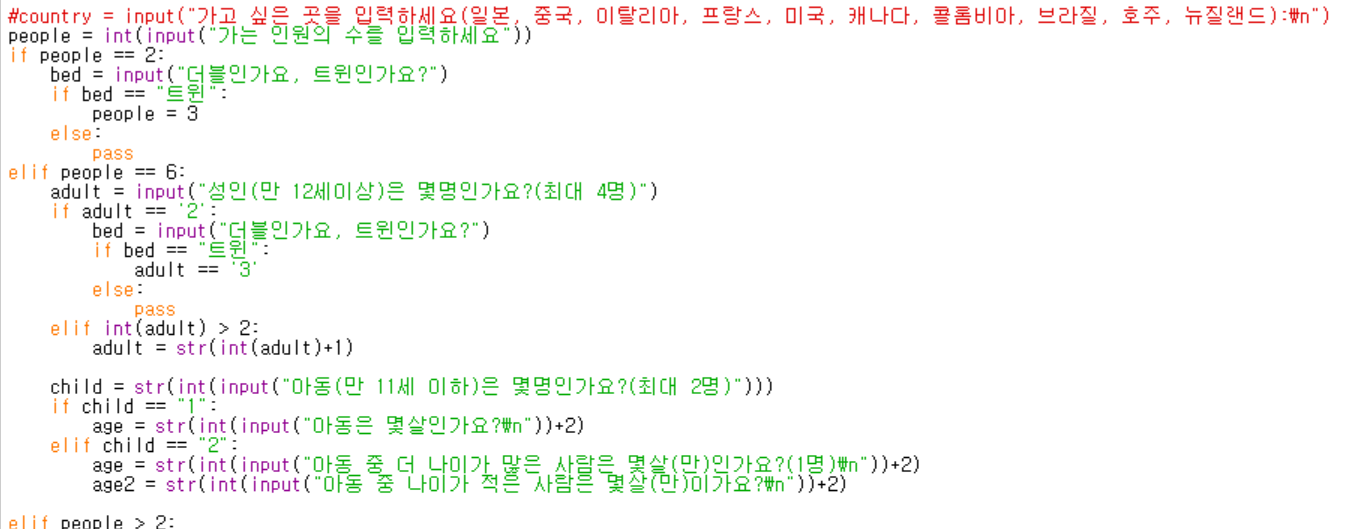 #country = input("가고 싶은 곳을 입력하세요(일본, 중국, 이탈리아, 프랑스, 미국, 캐나다, 콜롬비아, 브라질, 호주, 뉴질랜드):₩n")
people = int(input("가는 인원의 수를 입력하세요"))
if people == 2:
    bed = input("더블인가요, 트윈인가요?")
    if bed == "트윈":
        people = 3
    else:
        pass
elif people == 6:
    adult = input("성인(만 12세이상)은 몇명인가요?(최대 4명)")
    if adult == '2':
        bed = input("더블인가요, 트윈인가요?")
        if bed == "트윈":
            adult == '3'
        else:
            pass
    elif int(adult) > 2:
        adult = str(int(adult)+1)
    child = str(int(input("아동(만 11세 이하)은 몇명인가요?(최대 2명)")))
    if child == "1":
        age = str(int(input("아동은 몇살인가요?₩n"))+2)
    elif child == "2":
        age = str(int(input("아동 중 더 나이가 많은 사람은 몇살(만)인가요?(1명)₩n"))+2)
        age2 = str(int(input("아동 중 나이가 적은 사람은 몇살(만)이가요?₩n"))+2)
elif people > 2: